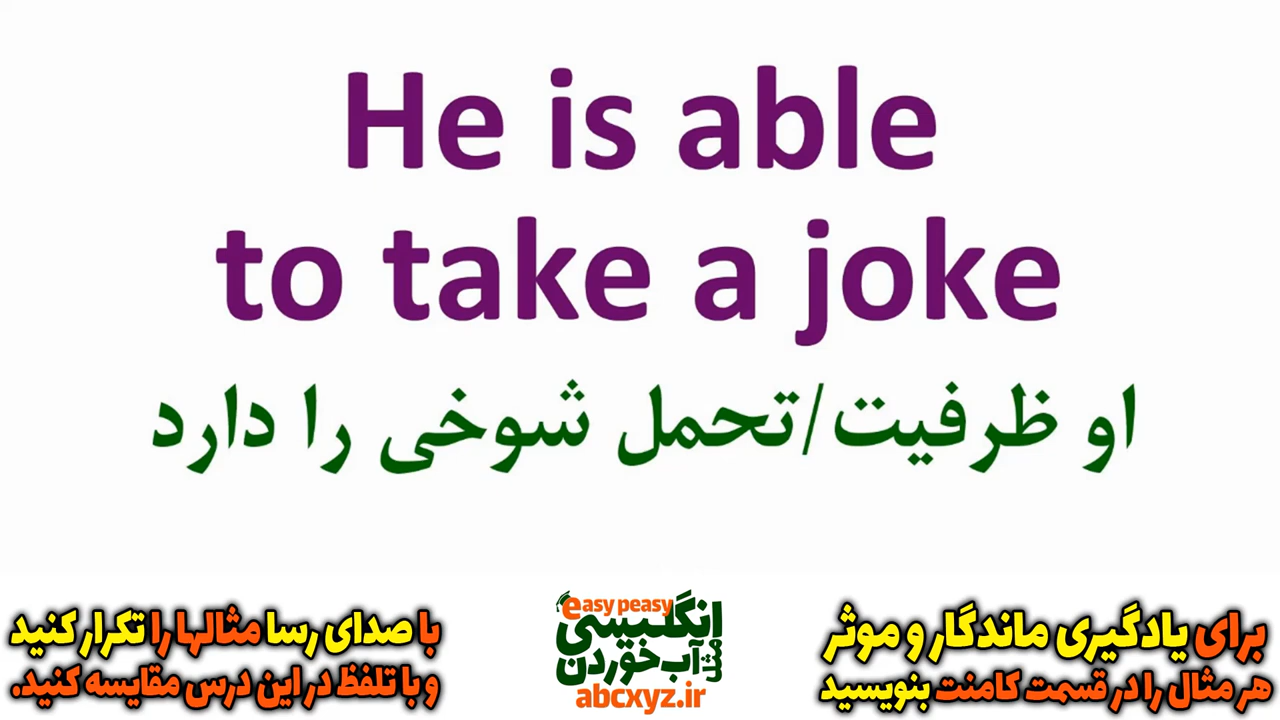 He is able
to take a joke
او ظرفیت/تحمل شوخی را دارد
برای یادگیری ماندگار و موثر
هر مثال را در قسمت کامنت بنویسید
easy peasy
انگلیسی
مثل آب خوردن
abcxyz.ir
با صدای رسا مثالها را تکرار کنید
و با تلفظ در این درس مقایسه کنید.